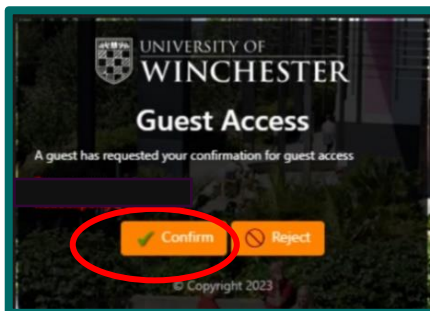 UNIVERSITY OF
WINCHESTER
Guest Access
A guest has requested your confirmation for guest access
Confirm
Reject
© Copyright 2023